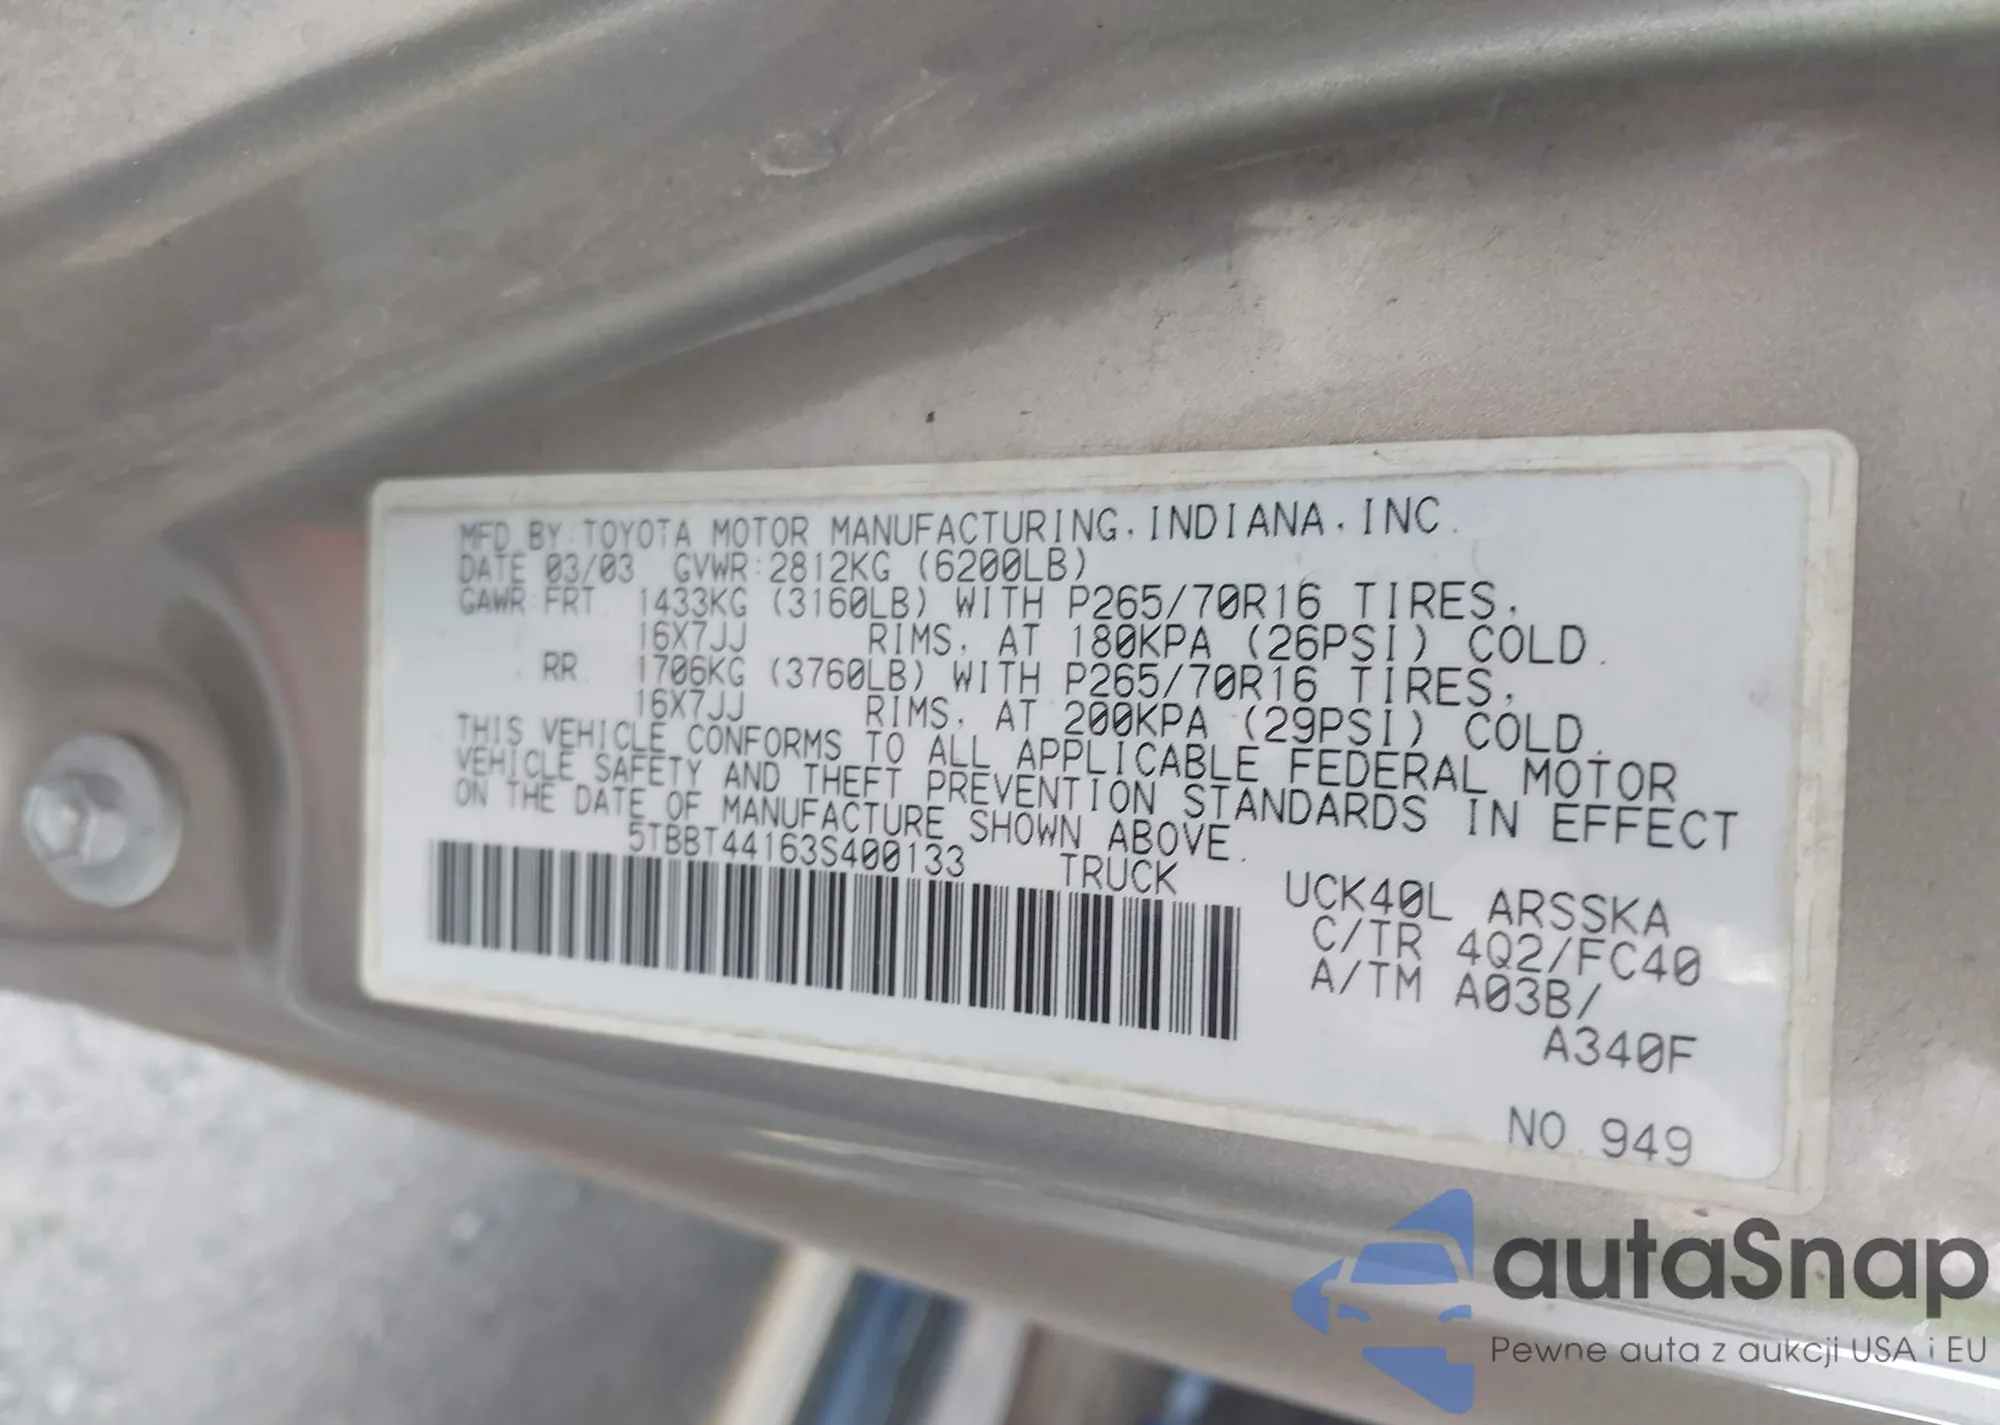 MFD BY:TOYOTA MOTOR MANUFACTURING, INDIANA, INC.
DATE 03/03 GVWR:2812KG (6200LB)
GAWR FRT 1433KG (3160LB) WITH P265/70R16 TIRES,
16X7JJ RIMS, AT 180KPA (26PSI) COLD.
RR 1706KG (3760LB) WITH P265/70R16 TIRES,
16X7JJ RIMS, AT 200KPA (29PSI) COLD.
THIS VEHICLE CONFORMS TO ALL APPLICABLE FEDERAL MOTOR
VEHICLE SAFETY AND THEFT PREVENTION STANDARDS IN EFFECT
ON THE DATE OF MANUFACTURE SHOWN ABOVE.
5TBBT44163S400133 TRUCK
UCK40L ARSSKA
C/TR 4Q2/FC40
A/TM A03B/
A340F
NO.949
autaSnap
Pewne auta z aukcji USA i EU